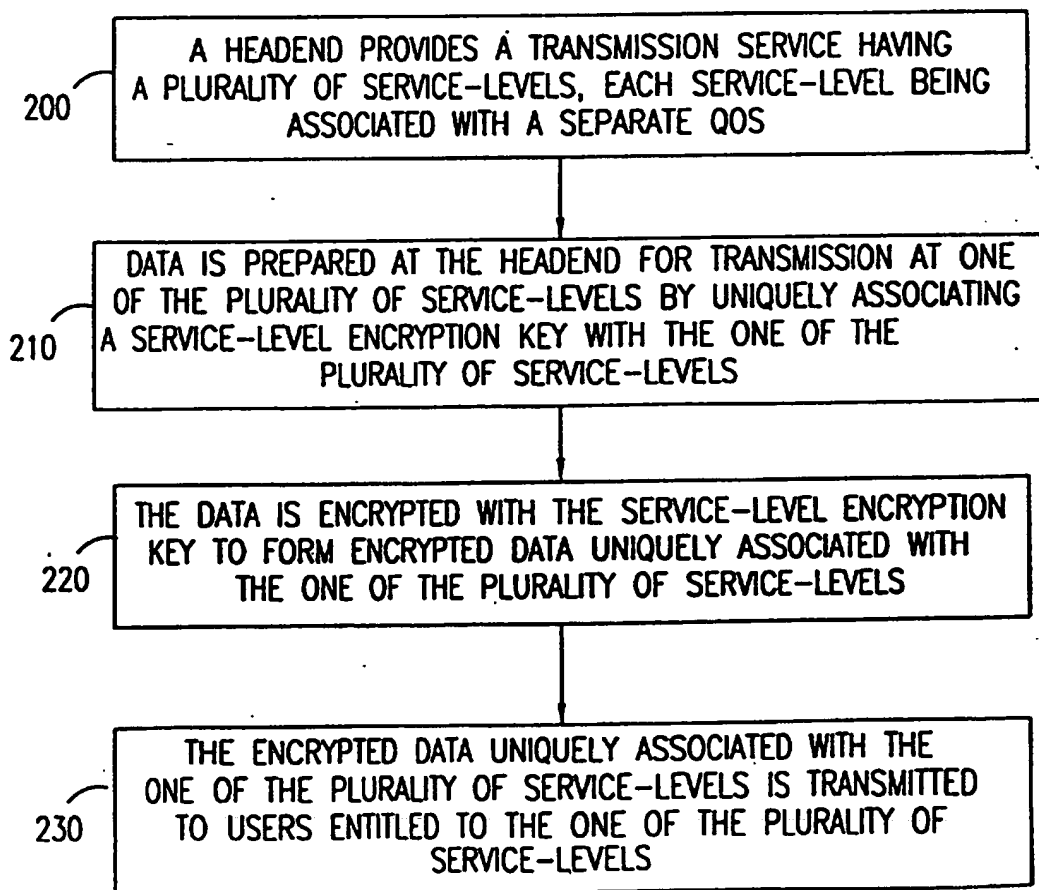 A HEADEND PROVIDES A TRANSMISSION SERVICE HAVING
A PLURALITY OF SERVICE-LEVELS, EACH SERVICE-LEVEL BEING
ASSOCIATED WITH A SEPARATE QOS
200
DATA IS PREPARED AT THE HEADEND FOR TRANSMISSION AT ONE
OF THE PLURALITY OF SERVICE-LEVELS BY UNIQUELY ASSOCIATING
A SERVICE-LEVEL ENCRYPTION KEY WITH THE ONE OF THE
PLURALITY OF SERVICE-LEVELS
210
THE DATA IS ENCRYPTED WITH THE SERVICE-LEVEL ENCRYPTION
KEY TO FORM ENCRYPTED DATA UNIQUELY ASSOCIATED WITH
THE ONE OF THE PLURALITY OF SERVICE-LEVELS
220
THE ENCRYPTED DATA UNIQUELY ASSOCIATED WITH THE
ONE OF THE PLURALITY OF SERVICE-LEVELS IS TRANSMITTED
TO USERS ENTITLED TO THE ONE OF THE PLURALITY OF
SERVICE-LEVELS
230